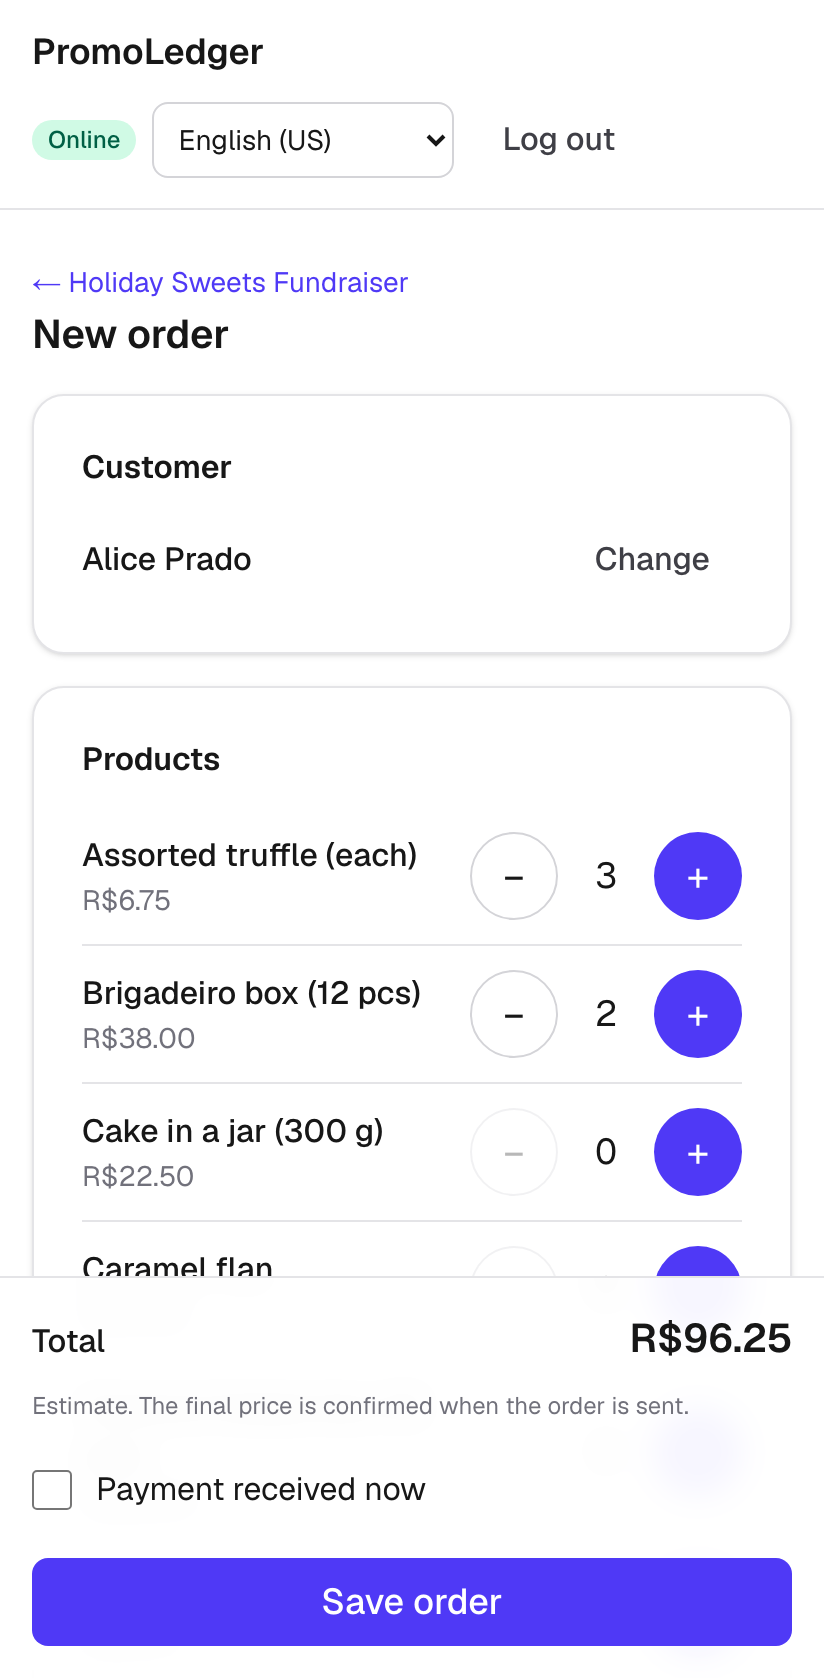 PromoLedger
Online
English (US)
Log out
← Holiday Sweets Fundraiser
New order
Customer
Alice Prado
Change
Products
Assorted truffle (each)
R$6.75
− 3 +
Brigadeiro box (12 pcs)
R$38.00
− 2 +
Cake in a jar (300 g)
R$22.50
− 0 +
Caramel flan
Total
R$96.25
Estimate. The final price is confirmed when the order is sent.
Payment received now
Save order